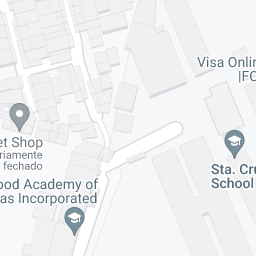 Visa Onlin
|FC
et Shop
riamente
fechado
Sta. Cru
School
ood Academy of
as Incorporated